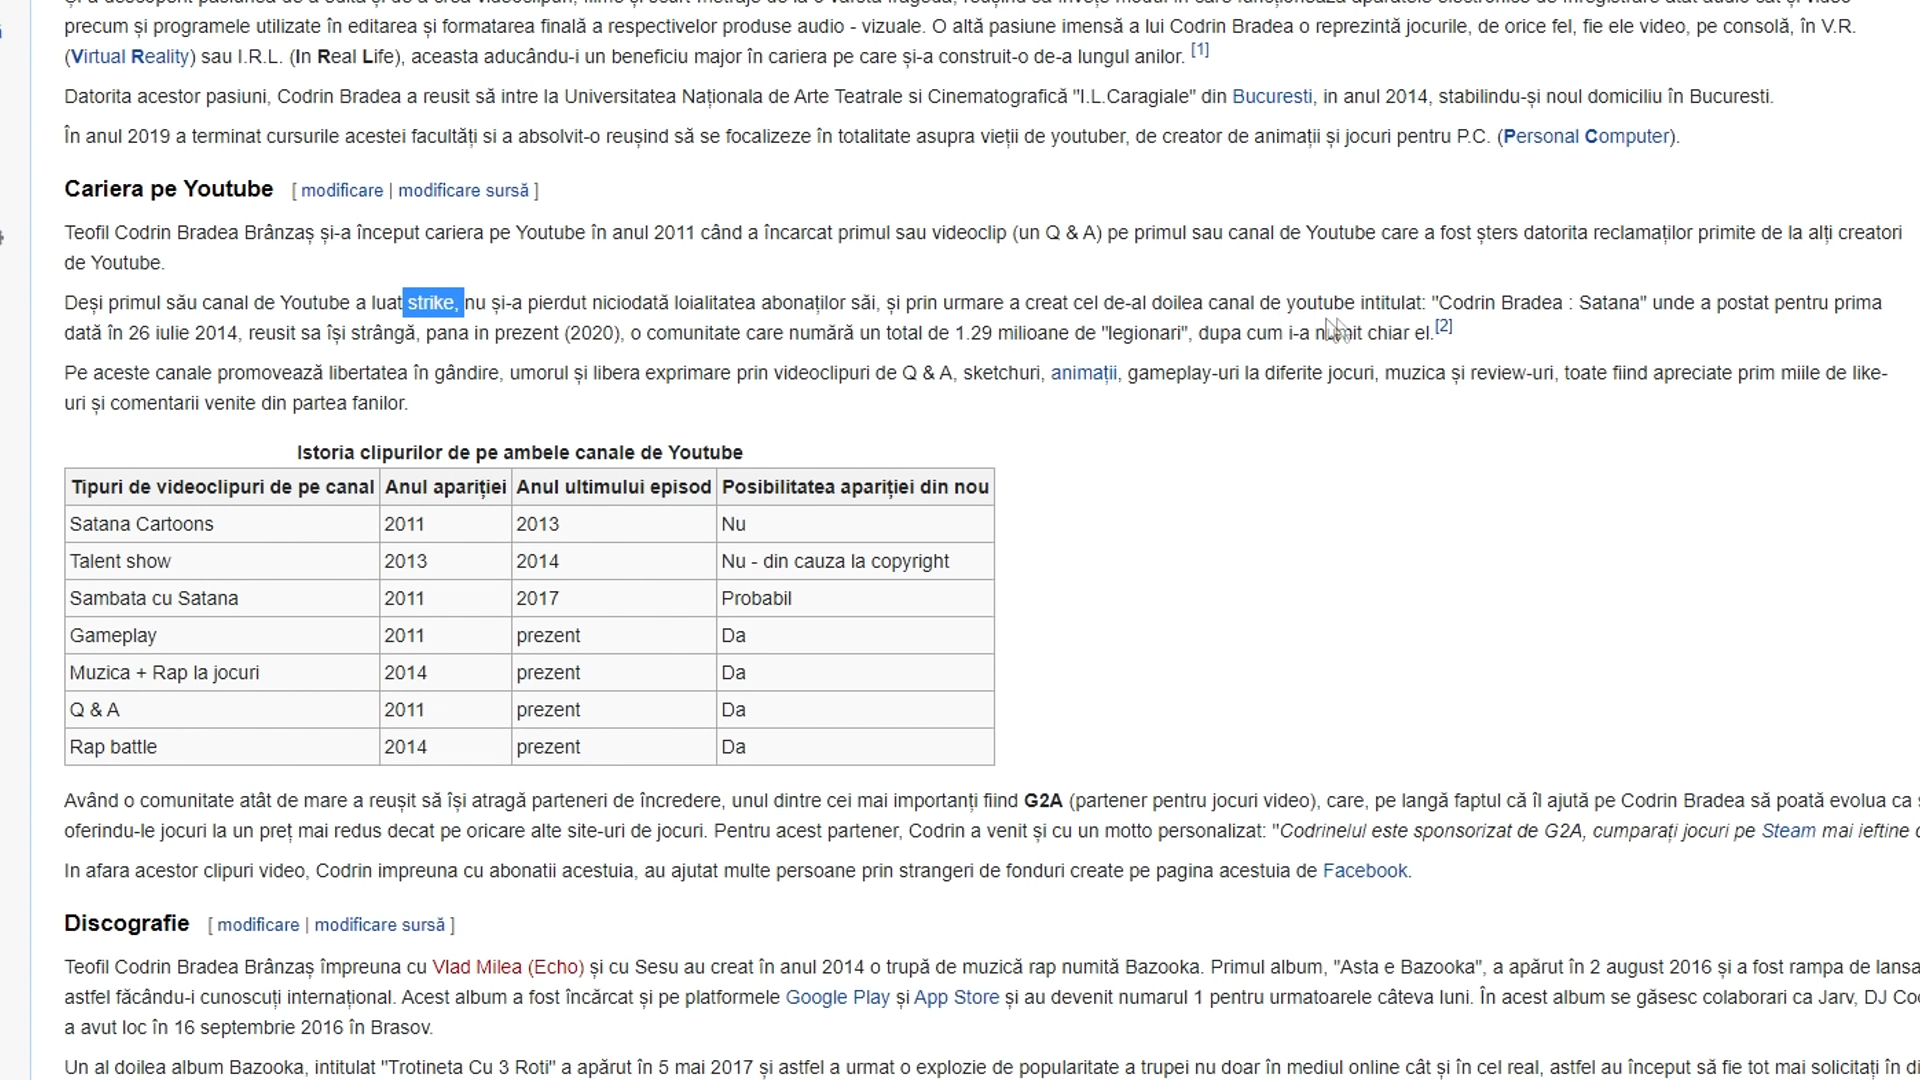 precum și programele utilizate în editarea și formatarea finală a respectivelor produse audio - vizuale. O altă pasiune imensă a lui Codrin Bradea o reprezintă jocurile, de orice fel, fie ele video, pe consolă, în V.R.
(Virtual Reality) sau I.R.L. (In Real Life), aceasta aducându-i un beneficiu major în cariera pe care și-a construit-o de-a lungul anilor. [1]
Datorita acestor pasiuni, Codrin Bradea a reusit să intre la Universitatea Naționala de Arte Teatrale si Cinematografică "I.L.Caragiale" din Bucuresti, in anul 2014, stabilindu-și noul domiciliu în Bucuresti.
În anul 2019 a terminat cursurile acestei facultăți si a absolvit-o reușind să se focalizeze în totalitate asupra vieții de youtuber, de creator de animații și jocuri pentru P.C. (Personal Computer).
Cariera pe Youtube [ modificare | modificare sursă ]
Teofil Codrin Bradea Brânzaș și-a început cariera pe Youtube în anul 2011 când a încarcat primul sau videoclip (un Q & A) pe primul sau canal de Youtube care a fost șters datorita reclamaților primite de la alți creatori
de Youtube.
Deși primul său canal de Youtube a luat strike, nu și-a pierdut niciodată loialitatea abonaților săi, și prin urmare a creat cel de-al doilea canal de youtube intitulat: "Codrin Bradea : Satana" unde a postat pentru prima
dată în 26 iulie 2014, reusit sa își strângă, pana in prezent (2020), o comunitate care numără un total de 1.29 milioane de "legionari", dupa cum i-a numit chiar el.[2]
Pe aceste canale promovează libertatea în gândire, umorul și libera exprimare prin videoclipuri de Q & A, sketchuri, animații, gameplay-uri la diferite jocuri, muzica și review-uri, toate fiind apreciate prim miile de like-
uri și comentarii venite din partea fanilor.
Istoria clipurilor de pe ambele canale de Youtube
Tipuri de videoclipuri de pe canal Anul apariției Anul ultimului episod Posibilitatea apariției din nou
Satana Cartoons 2011 2013 Nu
Talent show 2013 2014 Nu - din cauza la copyright
Sambata cu Satana 2011 2017 Probabil
Gameplay 2011 prezent Da
Muzica + Rap la jocuri 2014 prezent Da
Q & A 2011 prezent Da
Rap battle 2014 prezent Da
Având o comunitate atât de mare a reușit să își atragă parteneri de încredere, unul dintre cei mai importanți fiind G2A (partener pentru jocuri video), care, pe langă faptul că îl ajută pe Codrin Bradea să poată evolua ca
oferindu-le jocuri la un preț mai redus decat pe oricare alte site-uri de jocuri. Pentru acest partener, Codrin a venit și cu un motto personalizat: "Codrinelul este sponsorizat de G2A, cumparați jocuri pe Steam mai ieftine
In afara acestor clipuri video, Codrin impreuna cu abonatii acestuia, au ajutat multe persoane prin strangeri de fonduri create pe pagina acestuia de Facebook.
Discografie [ modificare | modificare sursă ]
Teofil Codrin Bradea Brânzaș împreuna cu Vlad Milea (Echo) și cu Sesu au creat în anul 2014 o trupă de muzică rap numită Bazooka. Primul album, "Asta e Bazooka", a apărut în 2 august 2016 și a fost rampa de lansa
astfel făcându-i cunoscuți internațional. Acest album a fost încărcat și pe platformele Google Play și App Store și au devenit numarul 1 pentru urmatoarele câteva luni. În acest album se găsesc colaborari ca Jarv, DJ
a avut loc în 16 septembrie 2016 în Brasov.
Un al doilea album Bazooka, intitulat "Trotineta Cu 3 Roti" a apărut în 5 mai 2017 și astfel a urmat o explozie de popularitate a trupei nu doar în mediul online cât și în cel real, astfel au început să fie tot mai solicitați în